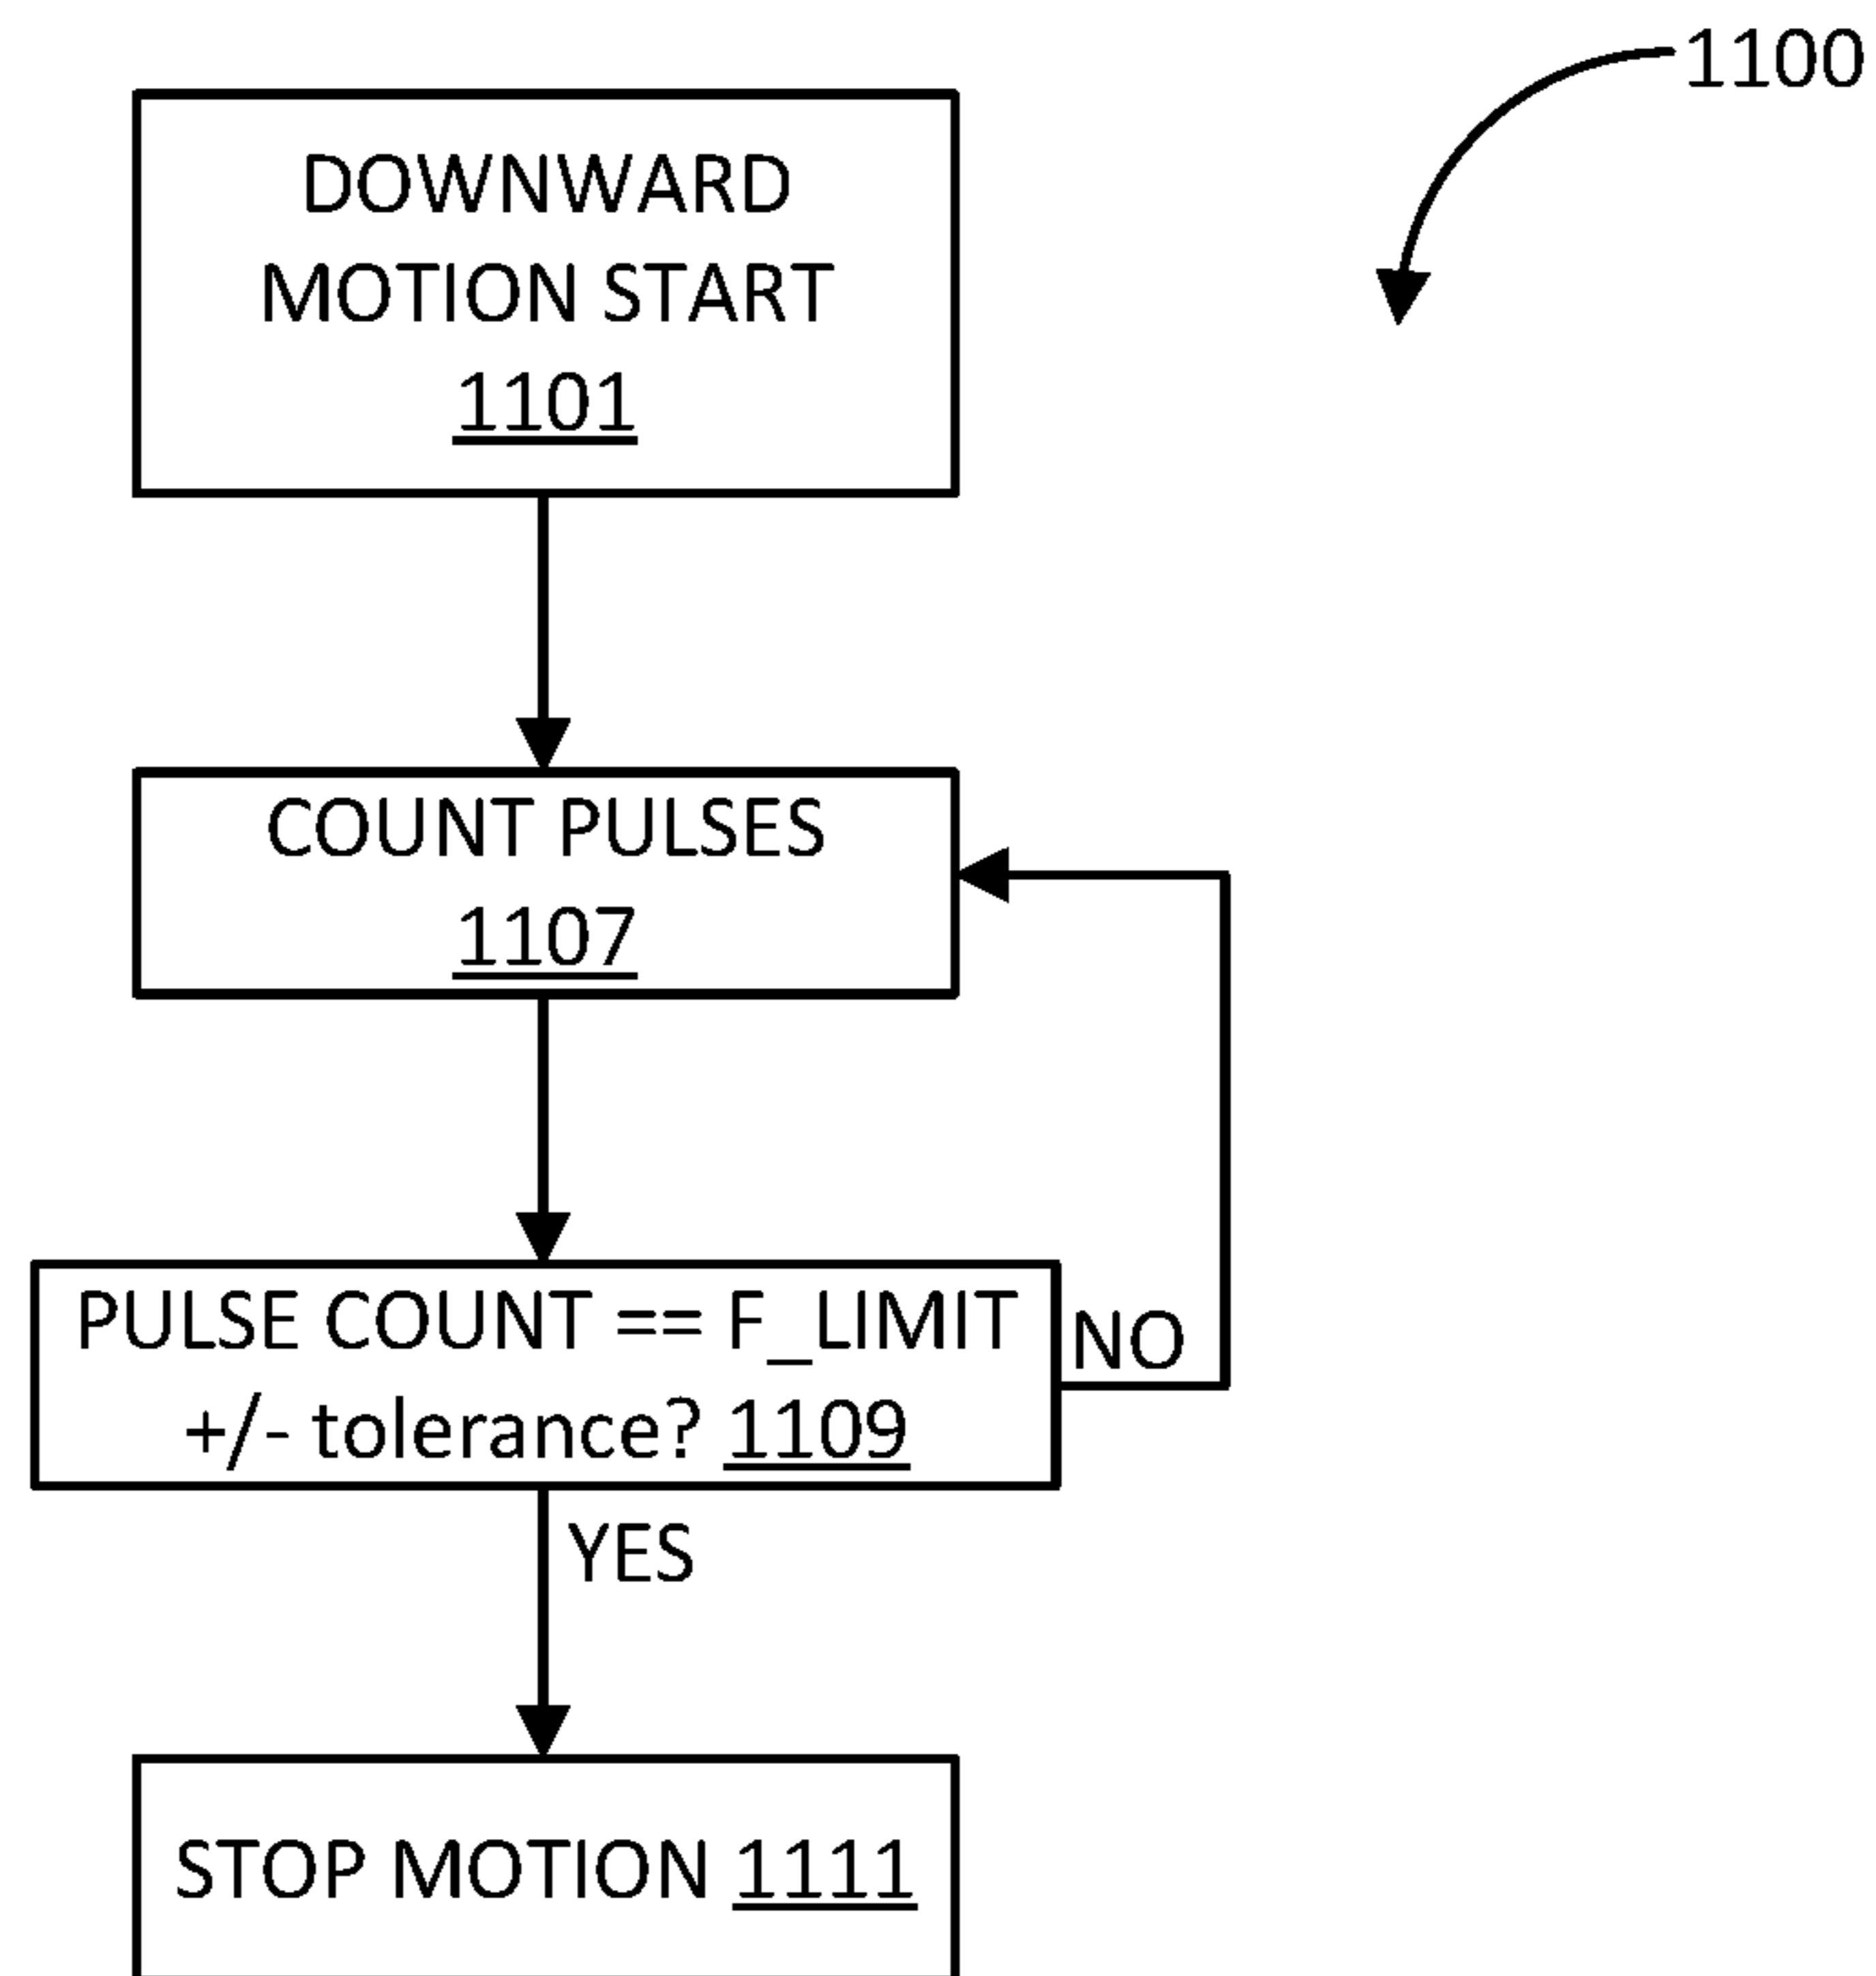 1100
DOWNWARD
MOTION START
1101
COUNT PULSES
1107
PULSE COUNT == F_LIMIT
+/- tolerance? 1109
NO
YES
STOP MOTION 1111